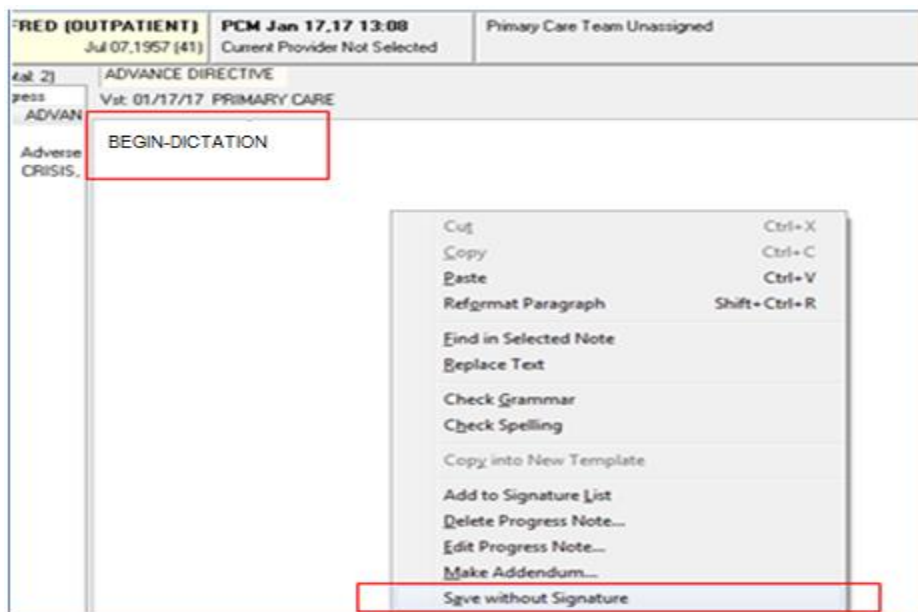 FRED (OUTPATIENT) PCM Jan 17,17 13:08 Primary Care Team Unassigned
Jul 07,1957 (41) Current Provider Not Selected
tal: 2) ADVANCE DIRECTIVE
gress Vst: 01/17/17 PRIMARY CARE
ADVAN
BEGIN-DICTATION
Adverse
CRISIS,
Cut Ctrl+X
Copy Ctrl+C
Paste Ctrl+V
Reformat Paragraph Shift+Ctrl+R
Find in Selected Note
Replace Text
Check Grammar
Check Spelling
Copy into New Template
Add to Signature List
Delete Progress Note...
Edit Progress Note...
Make Addendum...
Save without Signature